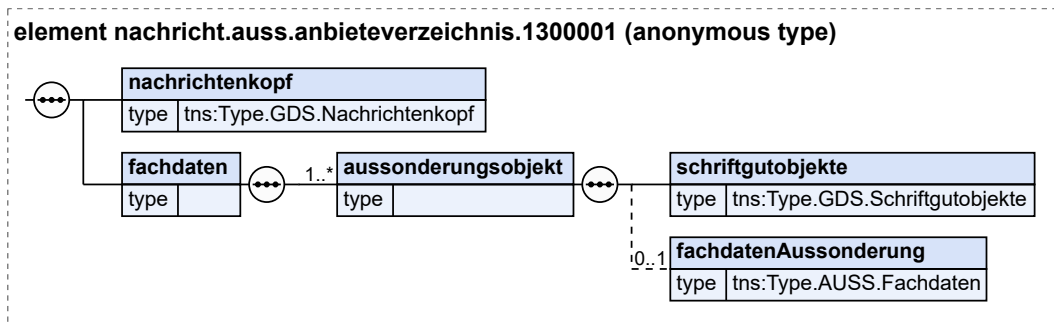 element nachricht.auss.anbieteverzeichnis.1300001 (anonymous type)
nachrichtenkopf
type tns:Type.GDS.Nachrichtenkopf
fachdaten
type
1..*
aussonderungsobjekt
type
schriftgutobjekte
type tns:Type.GDS.Schriftgutobjekte
0..1
fachdatenAussonderung
type tns:Type.AUSS.Fachdaten